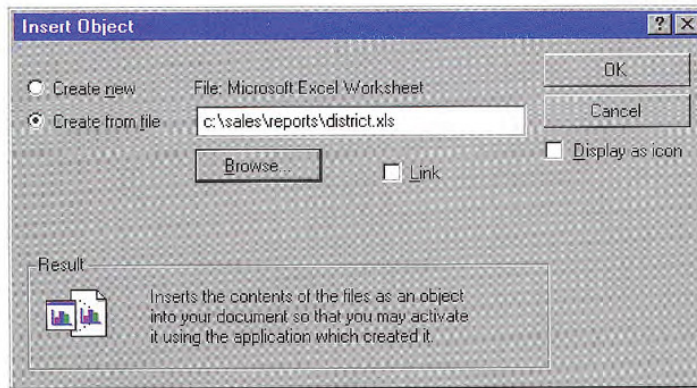 Insert Object
Create new
File: Microsoft Excel Worksheet
OK
Create from file
c:\sales\reports\district.xls
Cancel
Browse...
Link
Display as icon
Result
Inserts the contents of the files as an object
into your document so that you may activate
it using the application which created it.